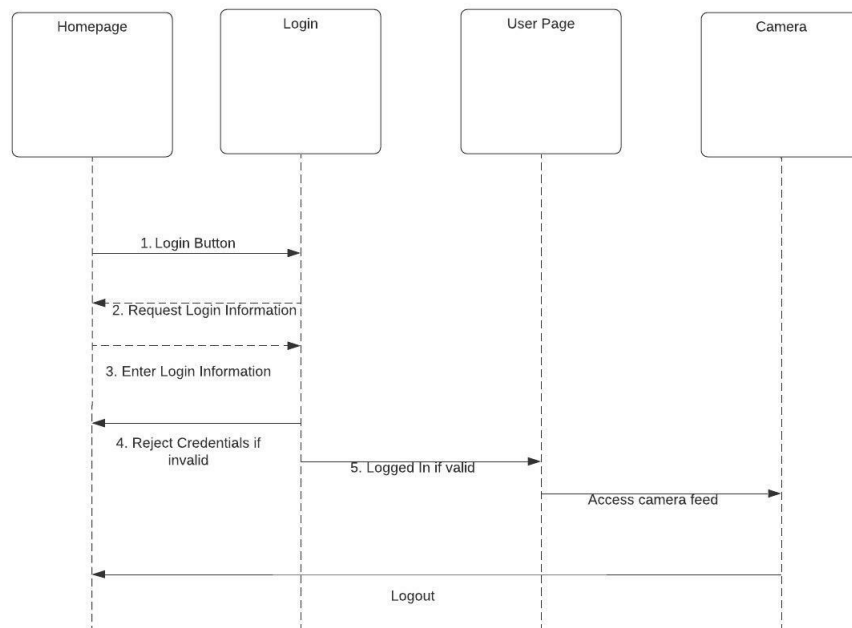 Homepage
Login
User Page
Camera
1. Login Button
2. Request Login Information
3. Enter Login Information
4. Reject Credentials if
invalid
5. Logged In if valid
Access camera feed
Logout